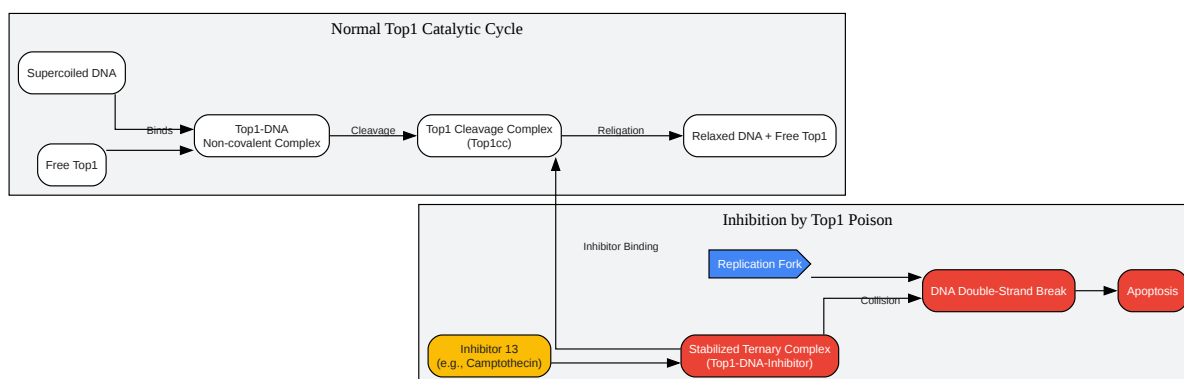 Normal Top1 Catalytic Cycle
Supercoiled DNA
Binds
Free Top1
Top1-DNA
Non-covalent Complex
Cleavage
Top1 Cleavage Complex
(Top1cc)
Religation
Relaxed DNA + Free Top1
Inhibition by Top1 Poison
Inhibitor Binding
Replication Fork
Collision
DNA Double-Strand Break
Apoptosis
Inhibitor 13
(e.g., Camptothecin)
Stabilized Ternary Complex
(Top1-DNA-Inhibitor)